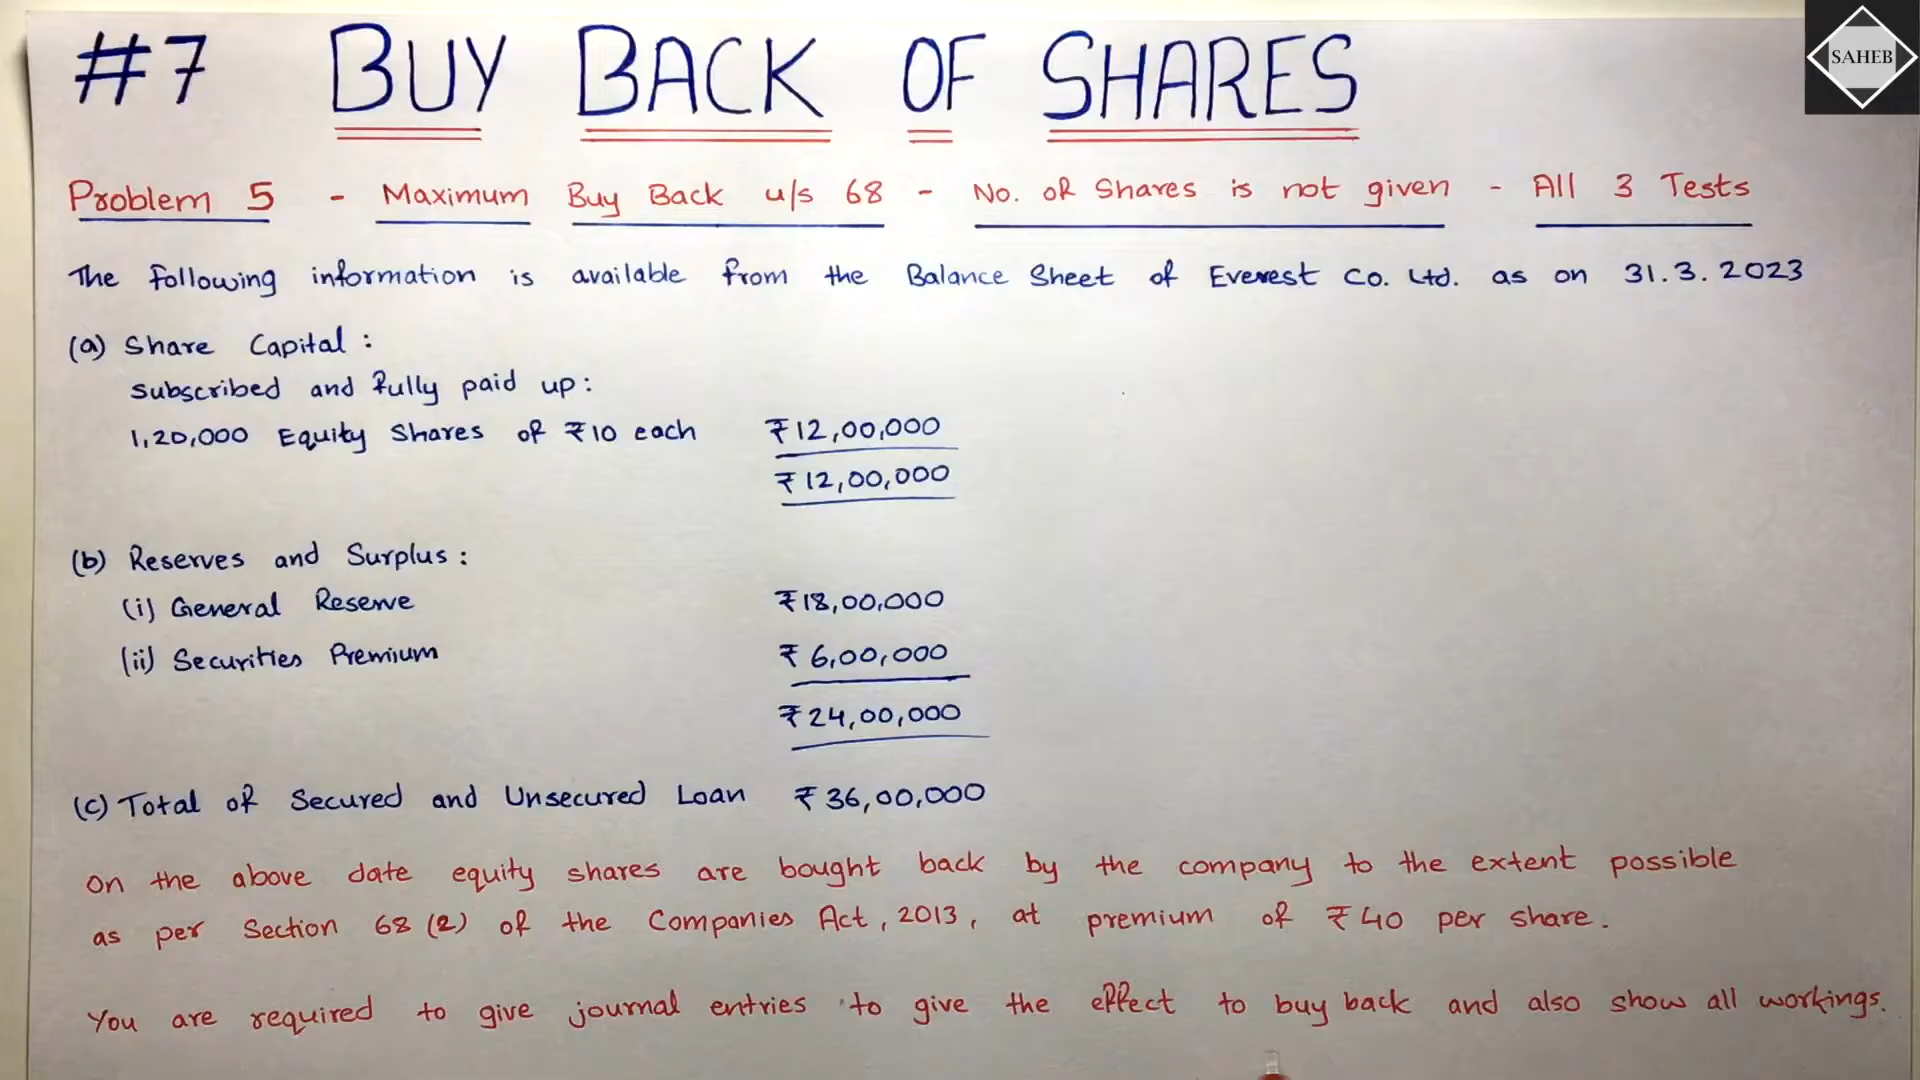 #7 BUY BACK OF SHARES
SAHEB
Problem 5 - Maximum Buy Back u/s 68 - No. of Shares is not given - All 3 Tests
The following information is available from the Balance Sheet of Everest Co. Ltd. as on 31.3.2023
(a) Share Capital :
Subscribed and fully paid up :
1,20,000 Equity Shares of ₹10 each ₹12,00,000
₹12,00,000
(b) Reserves and Surplus :
(i) General Reserve ₹18,00,000
(ii) Securities Premium ₹6,00,000
₹24,00,000
(c) Total of Secured and Unsecured Loan ₹36,00,000
On the above date equity shares are bought back by the company to the extent possible
as per Section 68 (2) of the Companies Act, 2013, at premium of ₹40 per share.
You are required to give journal entries to give the effect to buy back and also show all workings.